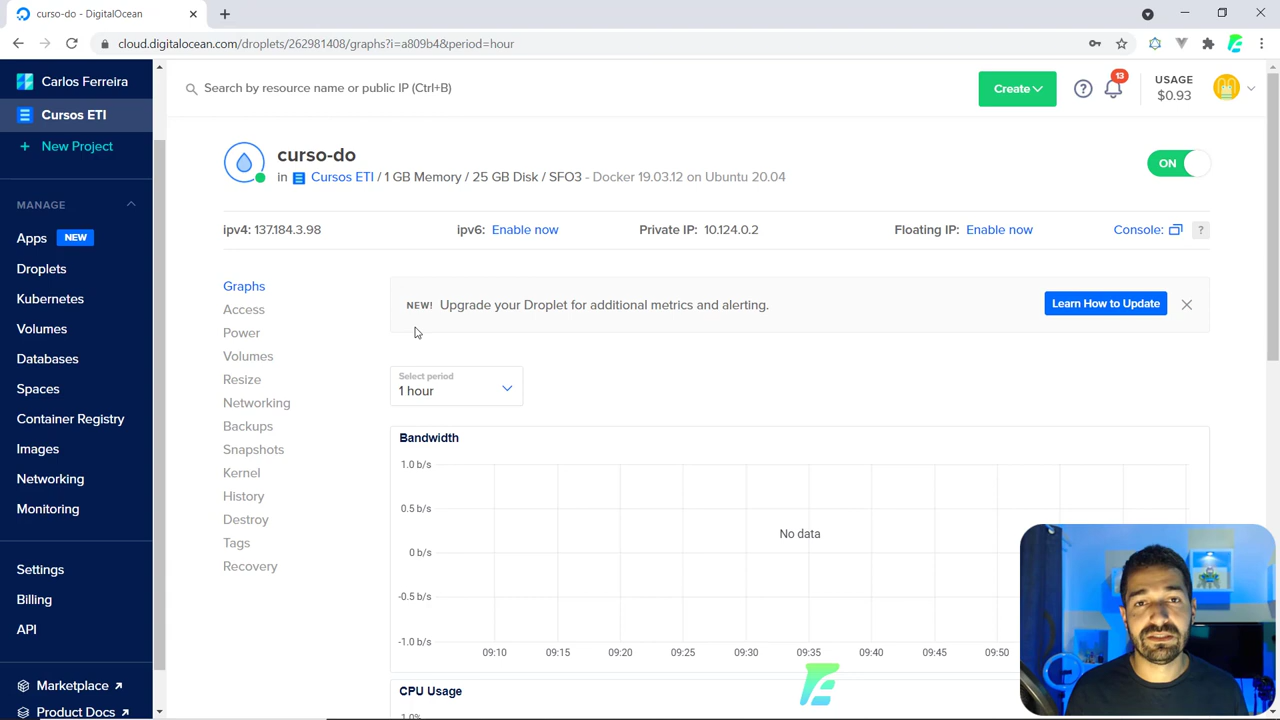 curso-do - DigitalOcean
cloud.digitalocean.com/droplets/262981408/graphs?i=a809b4&period=hour
Carlos Ferreira
Cursos ETI
+ New Project
MANAGE
Apps NEW
Droplets
Kubernetes
Volumes
Databases
Spaces
Container Registry
Images
Networking
Monitoring
Settings
Billing
API
Marketplace
Product Docs
Search by resource name or public IP (Ctrl+B)
Create
?
13
USAGE
$0.93
curso-do
in Cursos ETI / 1 GB Memory / 25 GB Disk / SFO3 - Docker 19.03.12 on Ubuntu 20.04
ON
ipv4: 137.184.3.98 ipv6: Enable now Private IP: 10.124.0.2 Floating IP: Enable now Console: ?
Graphs
Access
Power
Volumes
Resize
Networking
Backups
Snapshots
Kernel
History
Destroy
Tags
Recovery
NEW! Upgrade your Droplet for additional metrics and alerting. Learn How to Update
Select period
1 hour
Bandwidth
1.0 b/s
0.5 b/s
0 b/s
-0.5 b/s
-1.0 b/s
No data
09:10 09:15 09:20 09:25 09:30 09:35 09:40 09:45 09:50
CPU Usage
1.0%